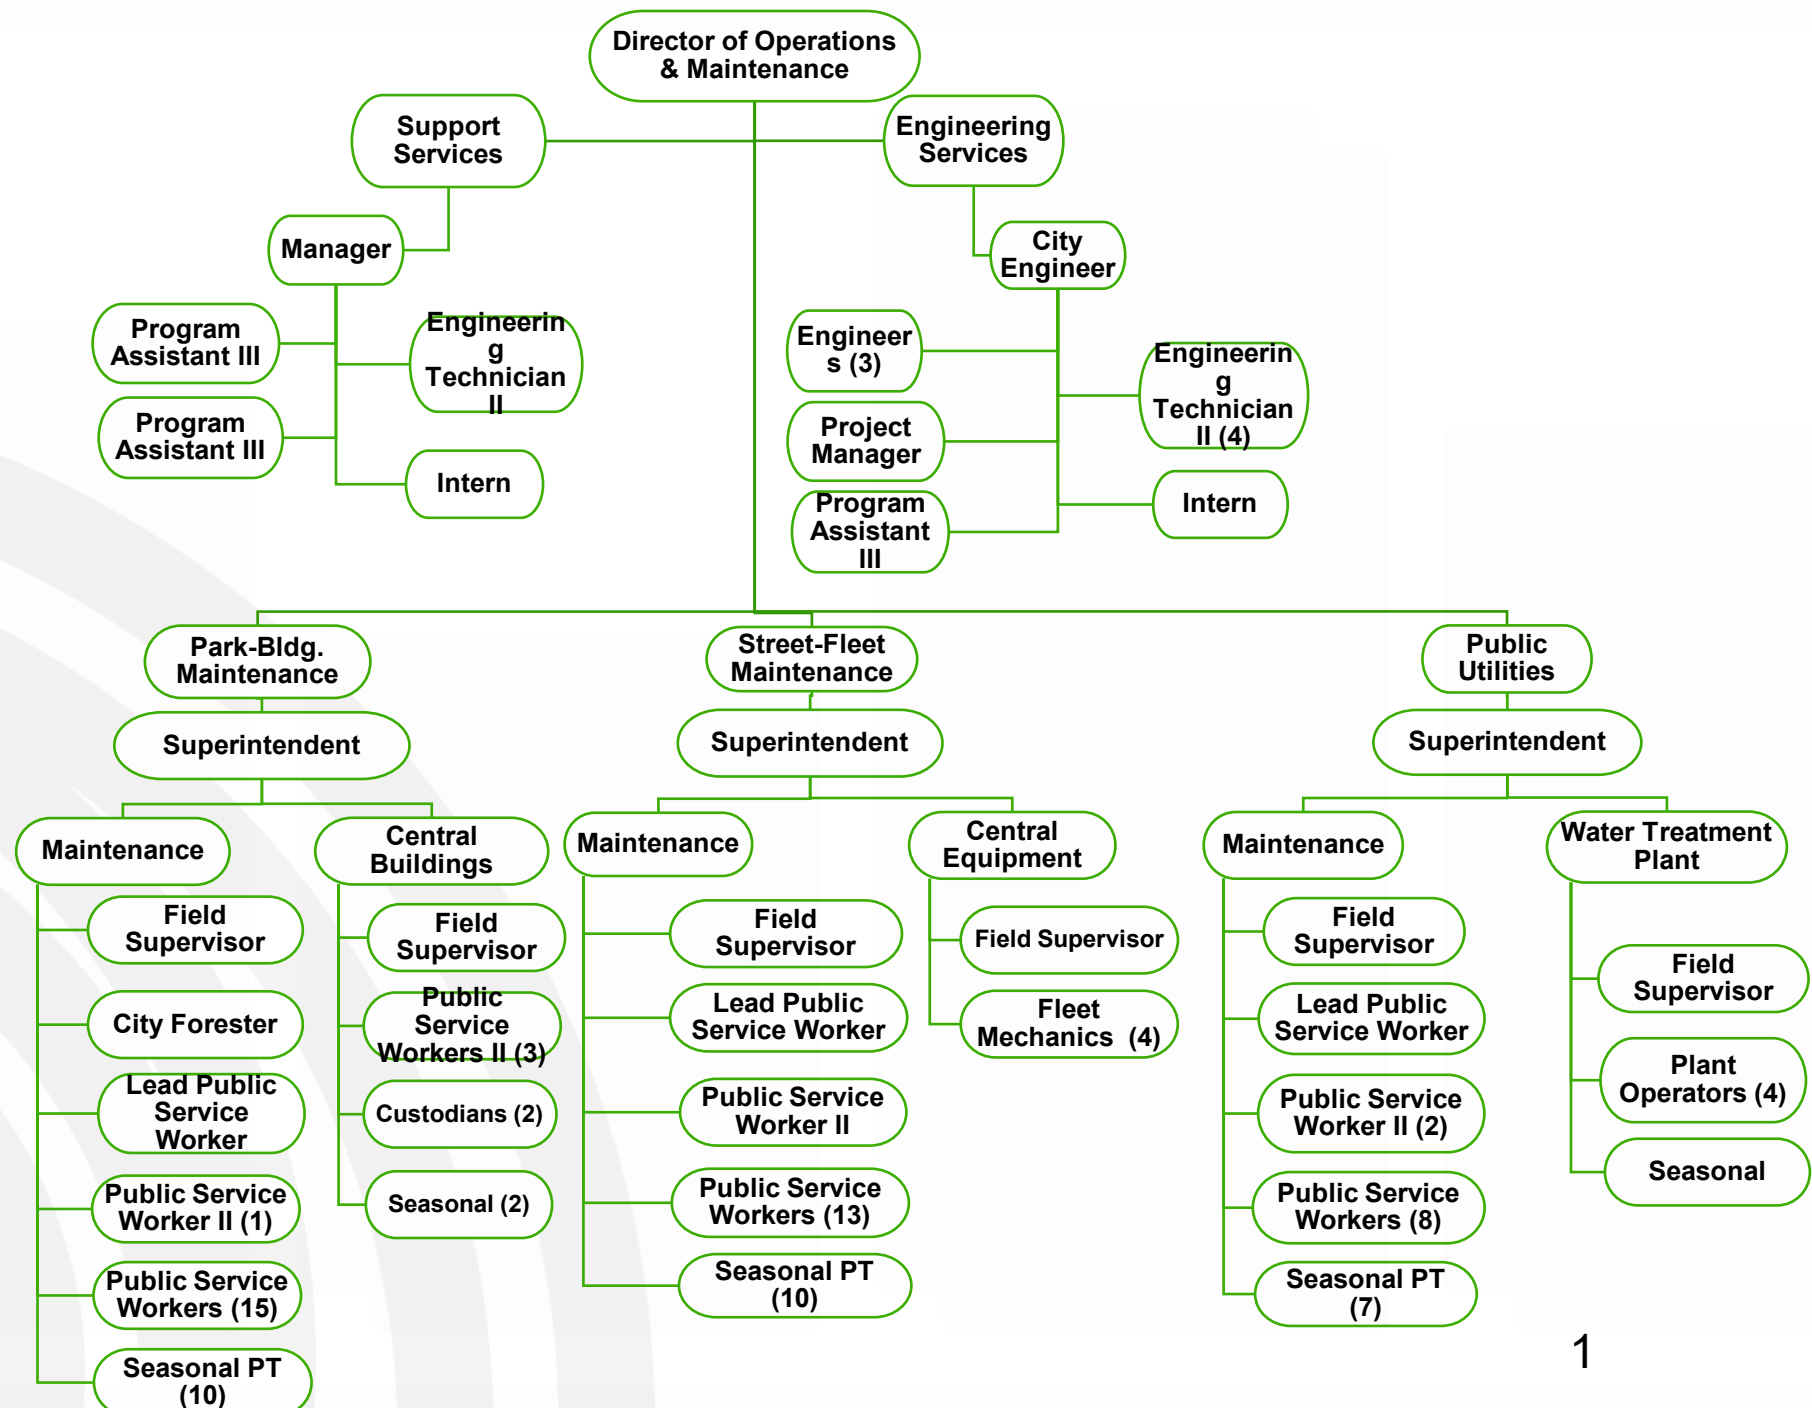 Director of Operations
& Maintenance
Support
Services
Engineering
Services
Manager
City
Engineer
Program
Assistant III
Engineerin
g
Technician
II
Program
Assistant III
Intern
Engineer
s (3)
Engineerin
g
Technician
II (4)
Project
Manager
Program
Assistant
III
Intern
Park-Bldg.
Maintenance
Street-Fleet
Maintenance
Public
Utilities
Superintendent
Superintendent
Superintendent
Maintenance
Central
Buildings
Maintenance
Central
Equipment
Maintenance
Water Treatment
Plant
Field
Supervisor
City Forester
Lead Public
Service
Worker
Public Service
Worker II (1)
Public Service
Workers (15)
Seasonal PT
(10)
Field
Supervisor
Public
Service
Workers II (3)
Custodians (2)
Seasonal (2)
Field
Supervisor
Lead Public
Service Worker
Public Service
Worker II
Public Service
Workers (13)
Seasonal PT
(10)
Field Supervisor
Fleet
Mechanics (4)
Field
Supervisor
Lead Public
Service Worker
Public Service
Worker II (2)
Public Service
Workers (8)
Seasonal PT
(7)
Field
Supervisor
Plant
Operators (4)
Seasonal
1